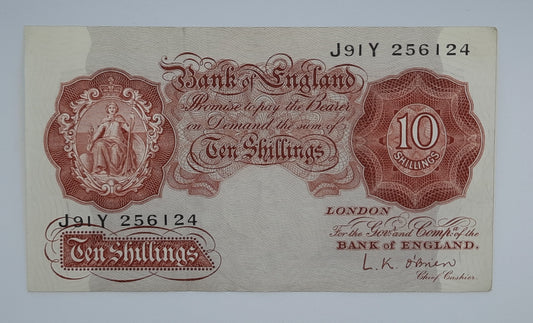 J91Y 256124
Bank of England
Promise to pay the Bearer
on Demand the sum of
Ten Shillings
10
SHILLINGS
J91Y 256124
Ten Shillings
LONDON
For the Govr. and Compa. of the
BANK OF ENGLAND.
L. K. O'Brien
Chief Cashier.